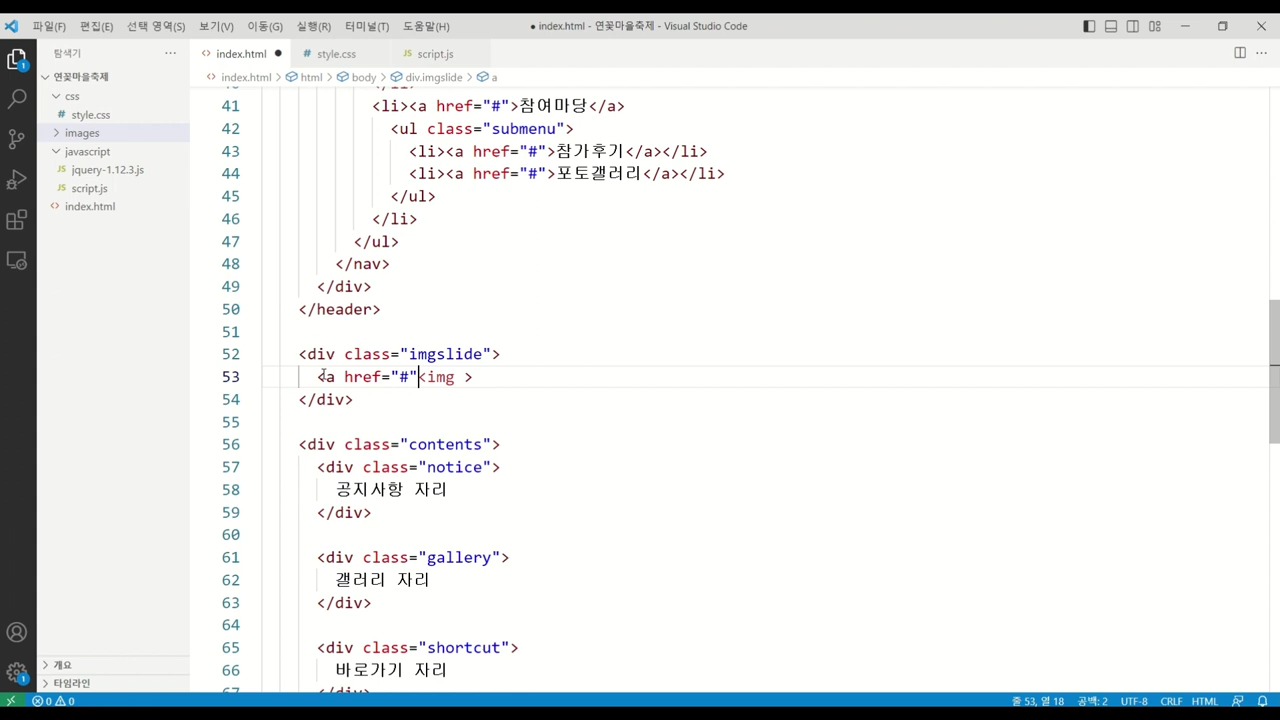 파일(F) 편집(E) 선택 영역(S) 보기(V) 이동(G) 실행(R) 터미널(T) 도움말(H) ● index.html - 연꽃마을축제 - Visual Studio Code
탐색기 ···
index.html ● style.css script.js
연꽃마을축제
index.html > html > body > div.imgslide > a
css
style.css
images
javascript
jquery-1.12.3.js
script.js
index.html
41 <li><a href="#">참여마당</a>
42 <ul class="submenu">
43 <li><a href="#">참가후기</a></li>
44 <li><a href="#">포토갤러리</a></li>
45 </ul>
46 </li>
47 </ul>
48 </nav>
49 </div>
50 </header>
51
52 <div class="imgslide">
53 <a href="#"<img >
54 </div>
55
56 <div class="contents">
57 <div class="notice">
58 공지사항 자리
59 </div>
60
61 <div class="gallery">
62 갤러리 자리
63 </div>
64
65 <div class="shortcut">
66 바로가기 자리
67 </div>
개요
타임라인
0 0 줄 53, 열 18 공백: 2 UTF-8 CRLF HTML